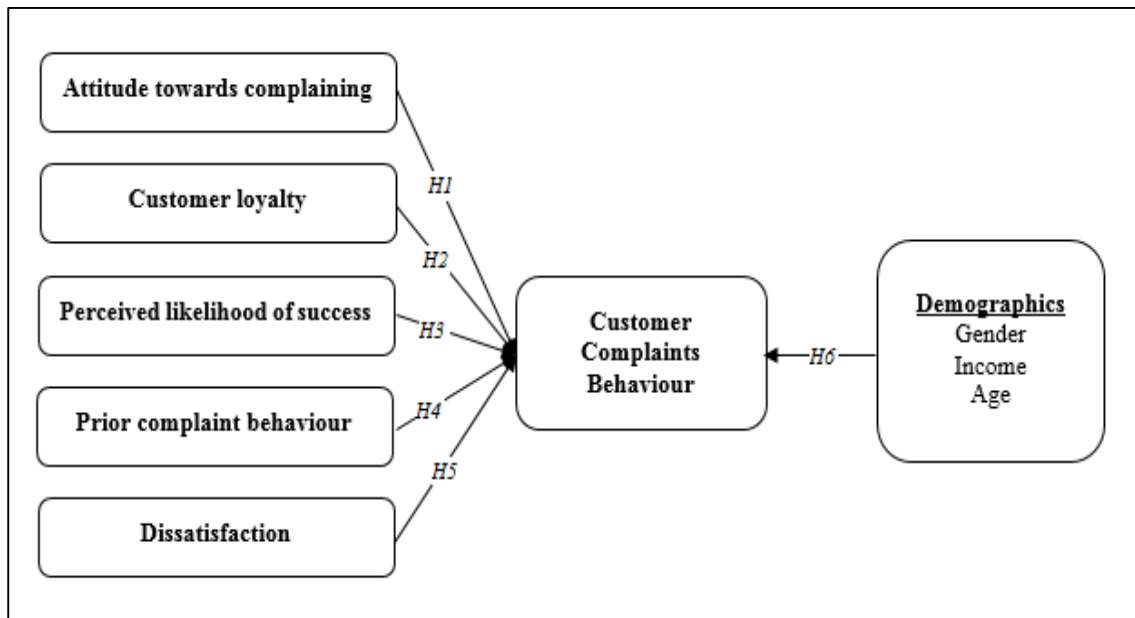 Attitude towards complaining
Customer loyalty
Perceived likelihood of success
Prior complaint behaviour
Dissatisfaction
H1
H2
H3
H4
H5
Customer
Complaints
Behaviour
H6
Demographics
Gender
Income
Age